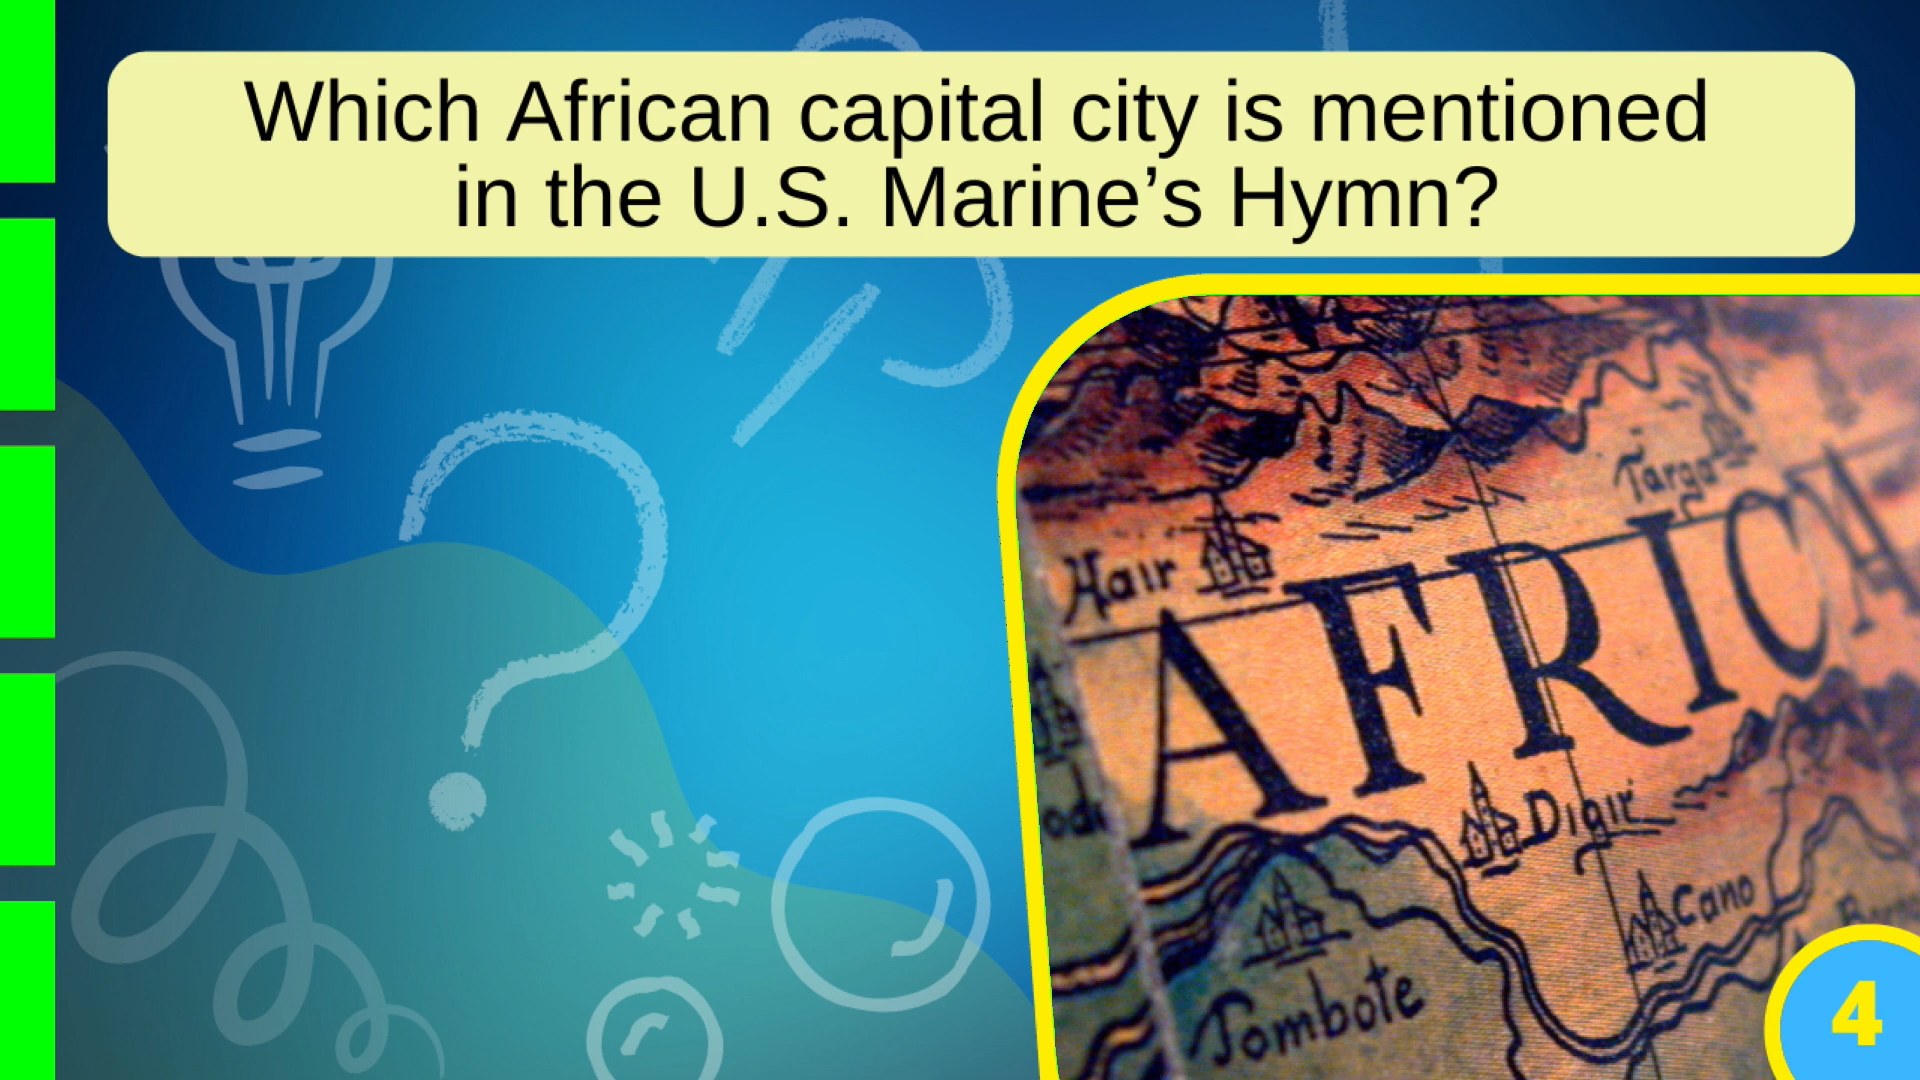 Which African capital city is mentioned
in the U.S. Marine’s Hymn?
Targa
Hair
AFRICA
Digir
Cano
Tombote
4